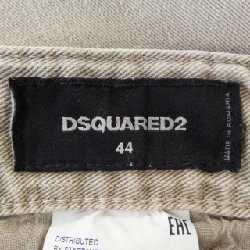 DSQUARED2
44
MADE IN ROMANIA
DISTRIBUTED
EAC